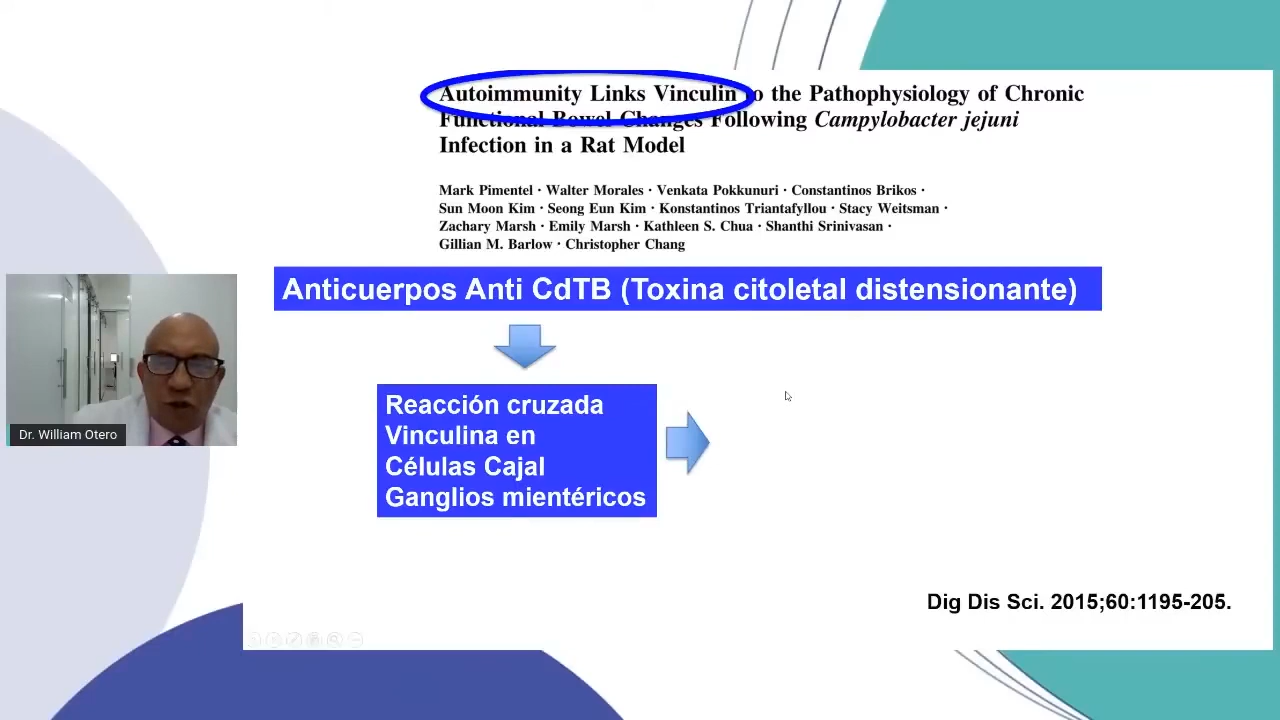 Autoimmunity Links Vinculin to the Pathophysiology of Chronic
Functional Bowel Changes Following Campylobacter jejuni
Infection in a Rat Model
Mark Pimentel · Walter Morales · Venkata Pokkunuri · Constantinos Brikos ·
Sun Moon Kim · Seong Eun Kim · Konstantinos Triantafyllou · Stacy Weitsman ·
Zachary Marsh · Emily Marsh · Kathleen S. Chua · Shanthi Srinivasan ·
Gillian M. Barlow · Christopher Chang
Anticuerpos Anti CdTB (Toxina citoletal distensionante)
Reacción cruzada
Vinculina en
Células Cajal
Ganglios mientéricos
Dr. William Otero
Dig Dis Sci. 2015;60:1195-205.